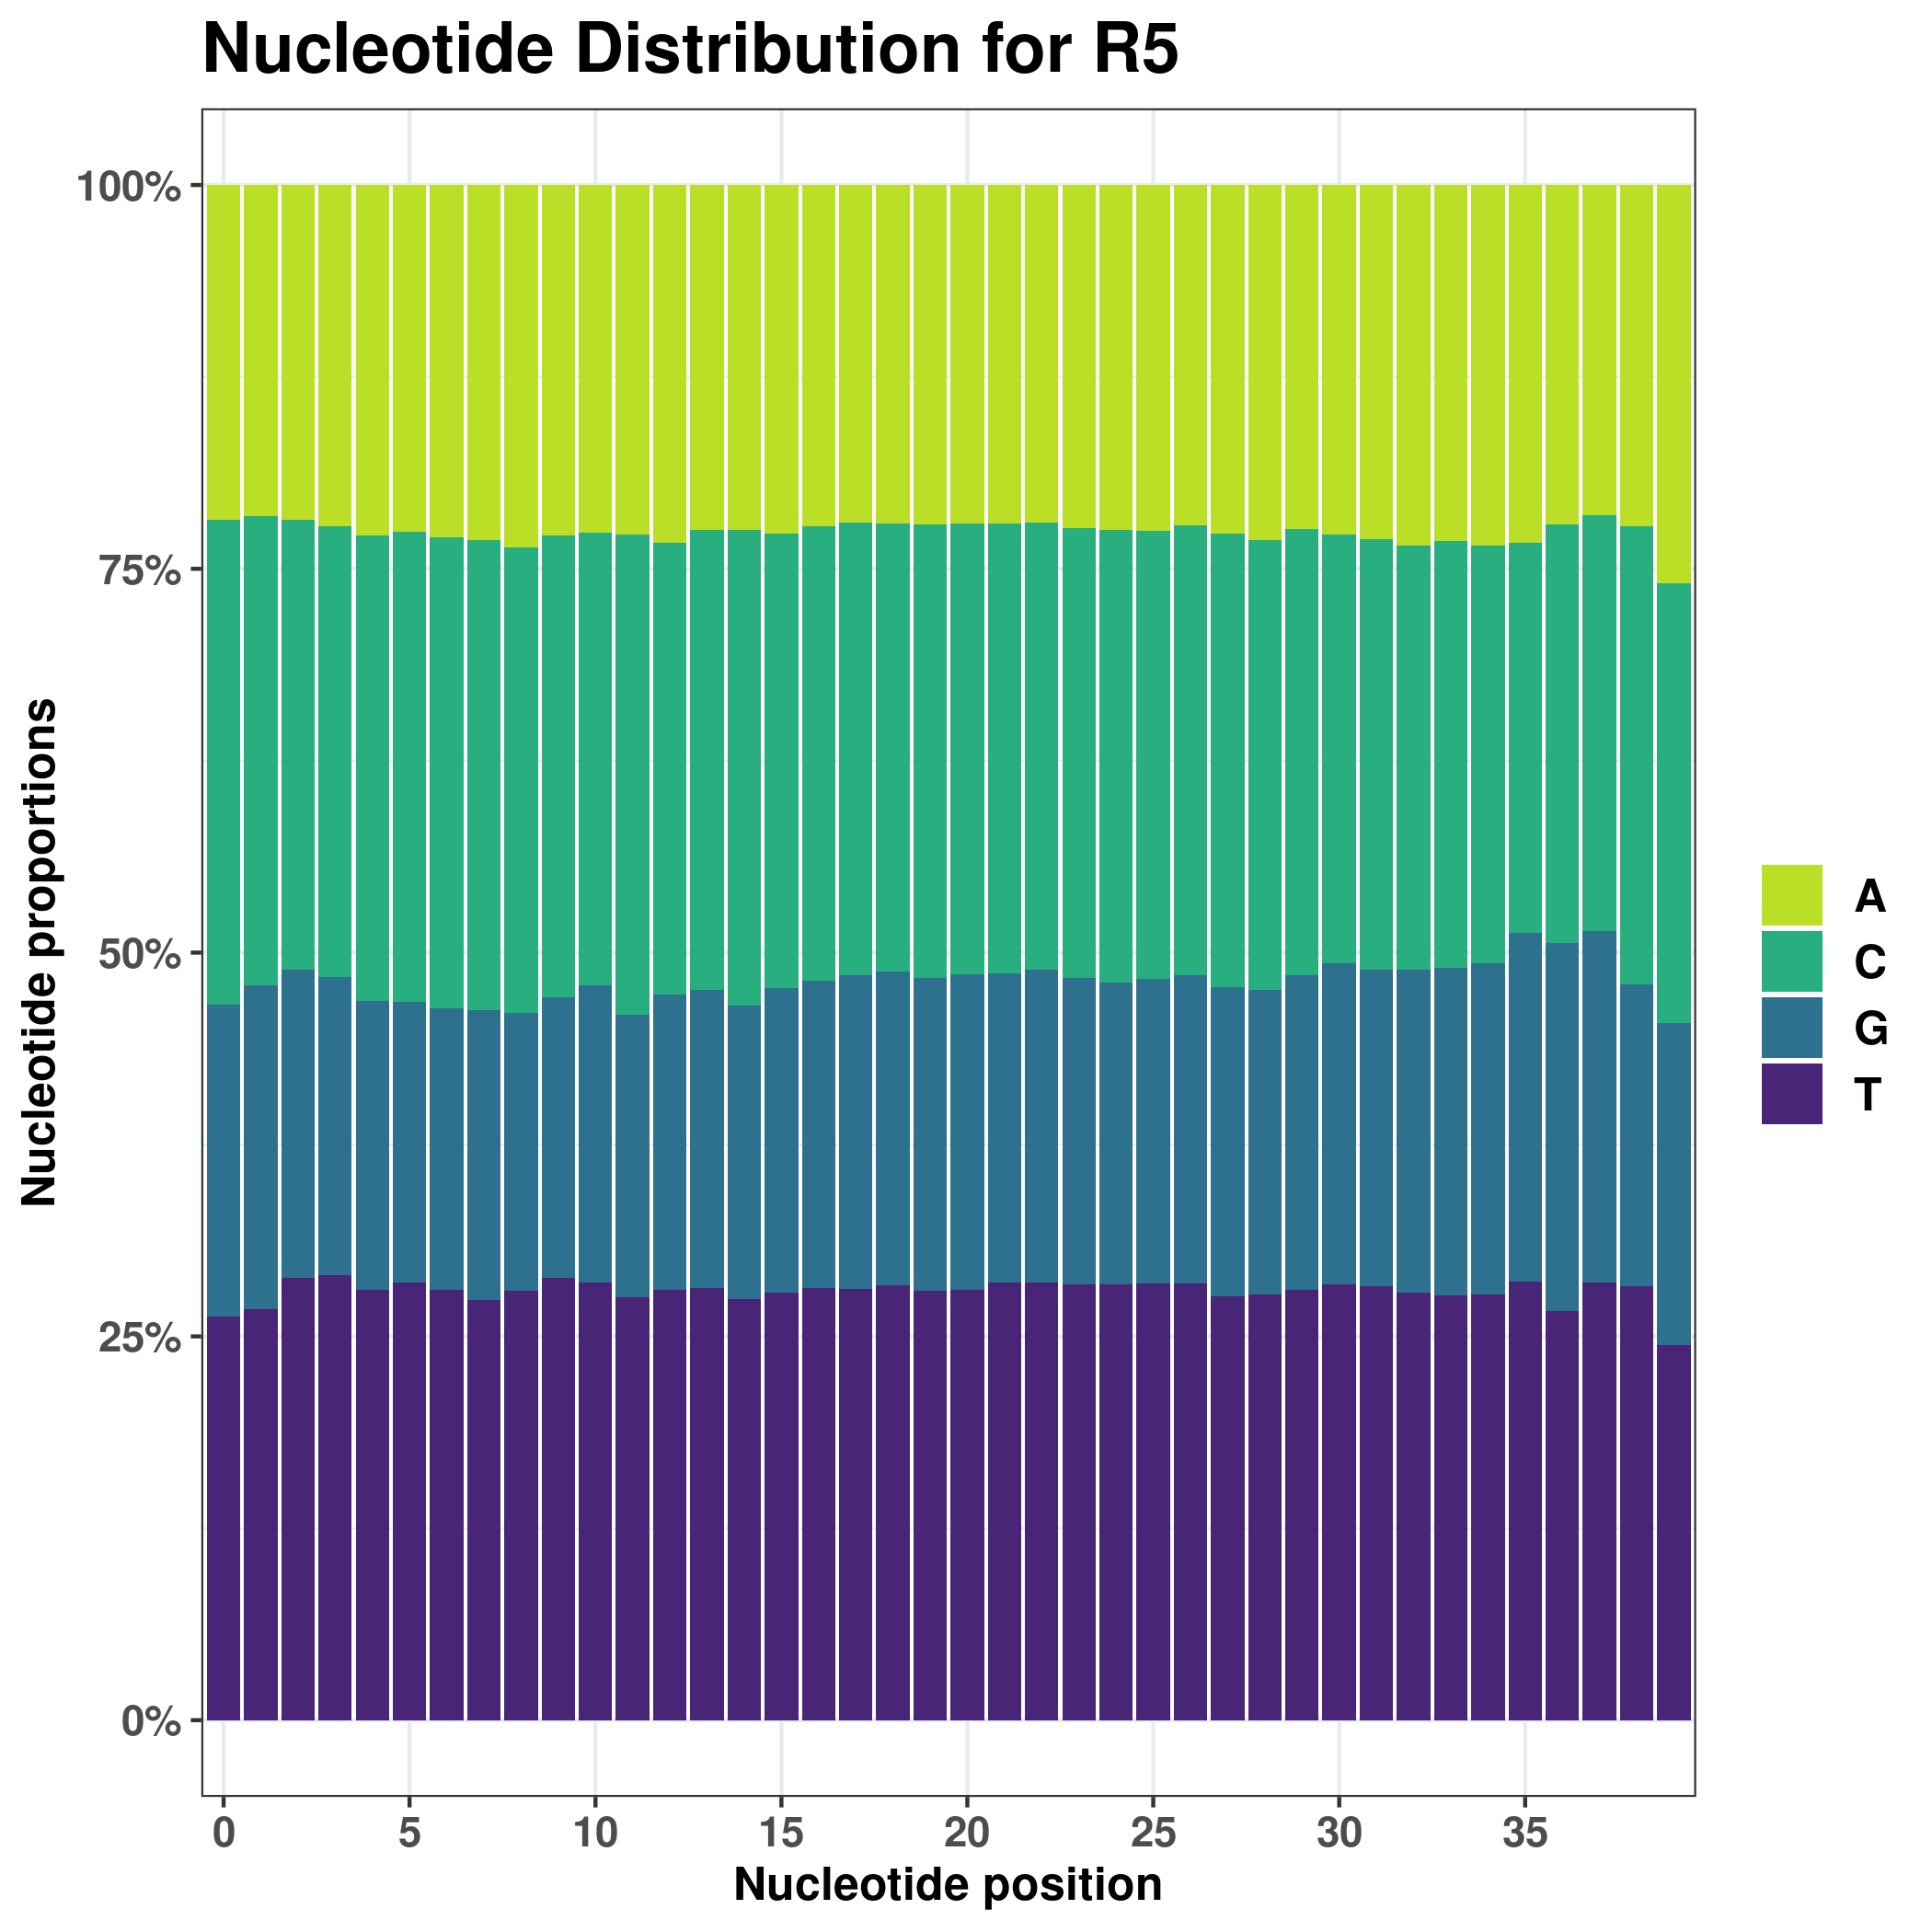 Nucleotide Distribution for R5
Nucleotide proportions
100%
75%
50%
25%
0%
0 5 10 15 20 25 30 35
Nucleotide position
A
C
G
T